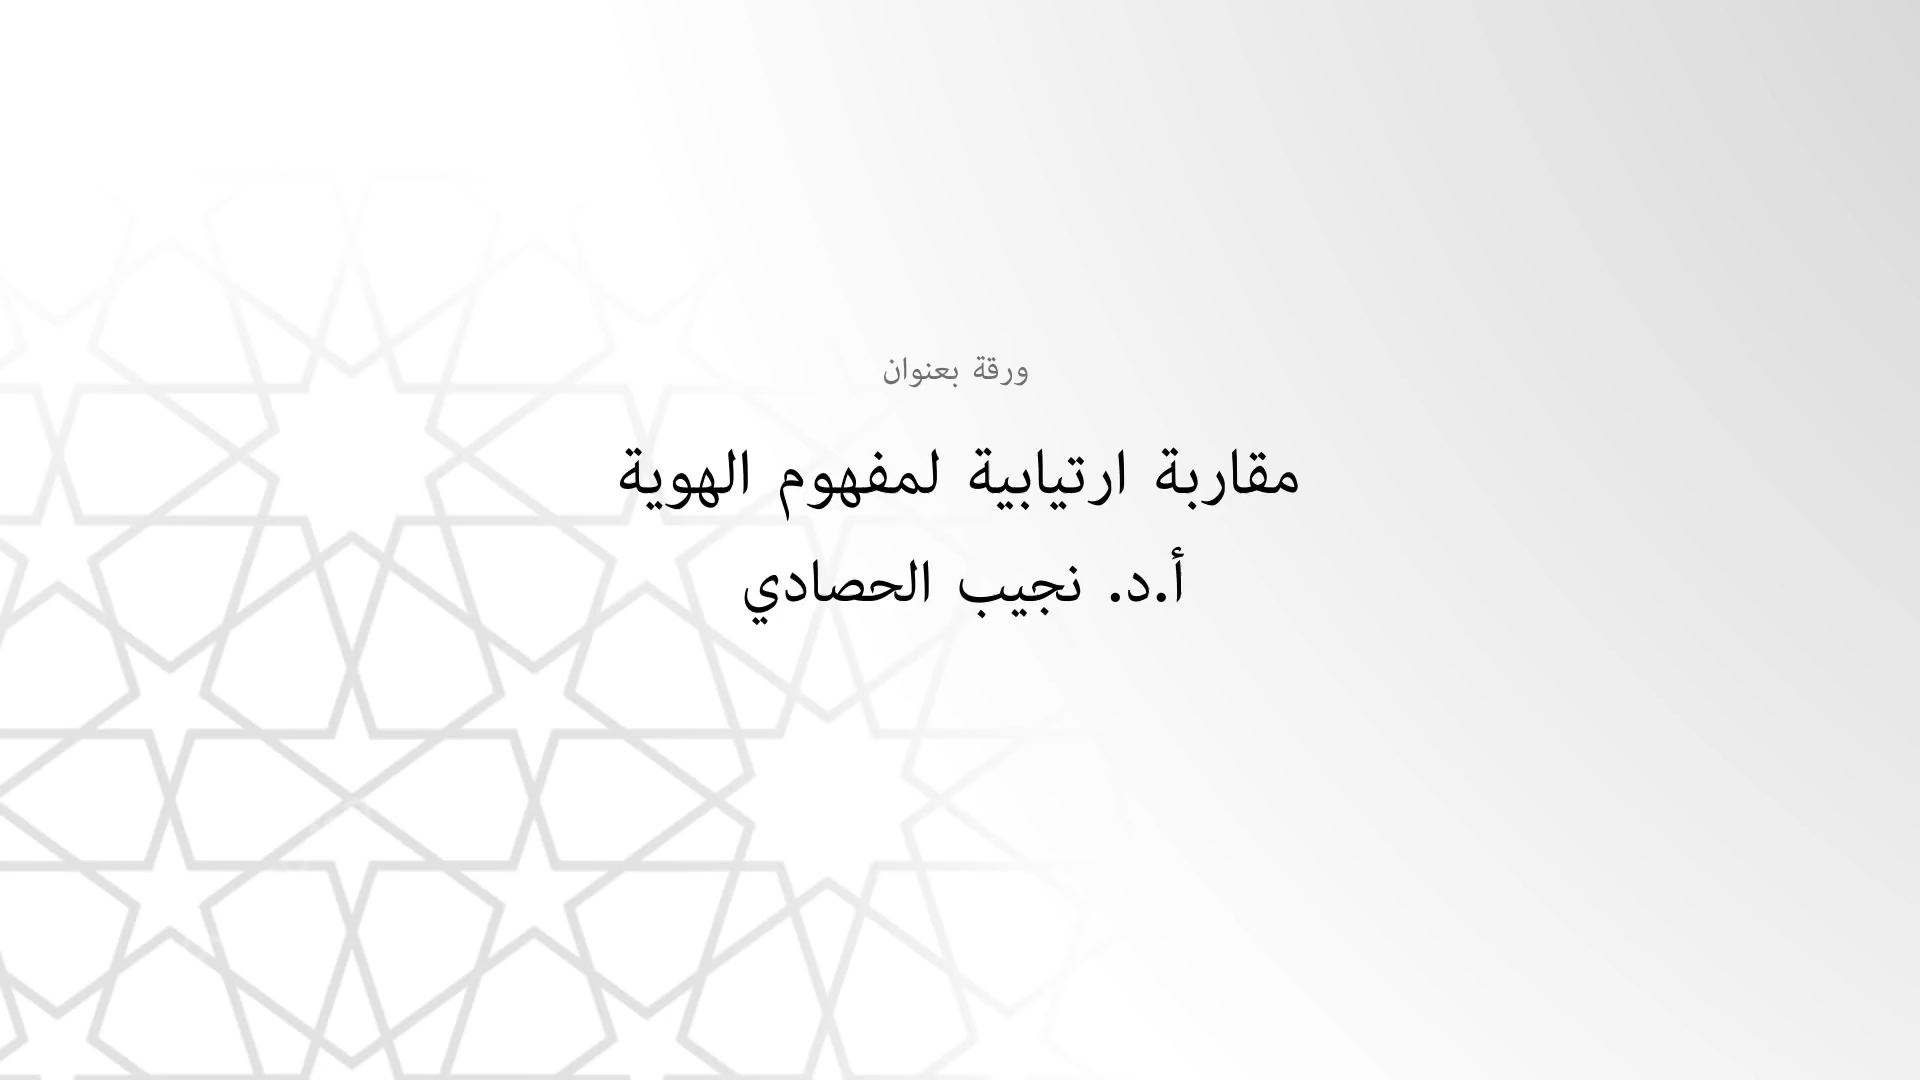 ورقة بعنوان
مقاربة ارتيابية لمفهوم الهوية
أ.د. نجيب الحصادي